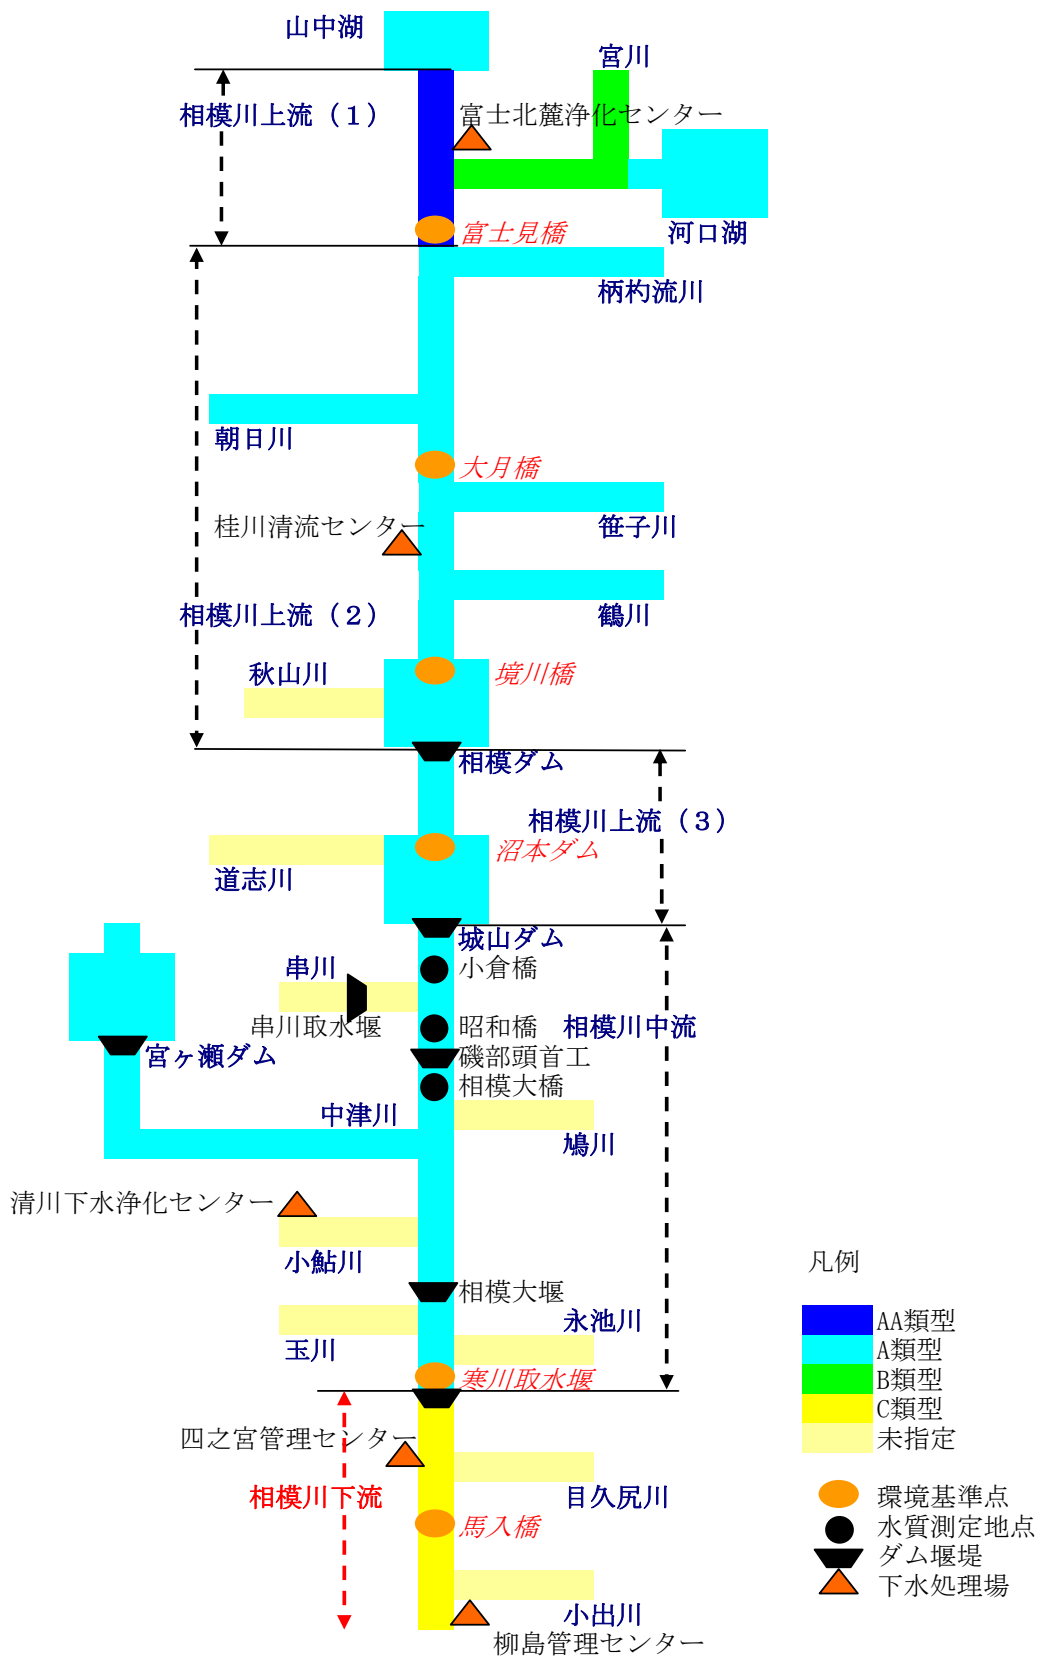 山中湖
宮川
相模川上流（１）
富士北麓浄化センター
富士見橋
河口湖
柄杓流川
朝日川
大月橋
桂川清流センター
笹子川
相模川上流（２）
鶴川
秋山川
境川橋
相模ダム
相模川上流（３）
沼本ダム
道志川
城山ダム
串川
小倉橋
串川取水堰
昭和橋
相模川中流
宮ヶ瀬ダム
磯部頭首工
相模大橋
中津川
鳩川
清川下水浄化センター
小鮎川
相模大堰
永池川
玉川
寒川取水堰
四之宮管理センター
相模川下流
目久尻川
馬入橋
小出川
柳島管理センター
凡例
AA類型
A類型
B類型
C類型
未指定
環境基準点
水質測定地点
ダム堰堤
下水処理場